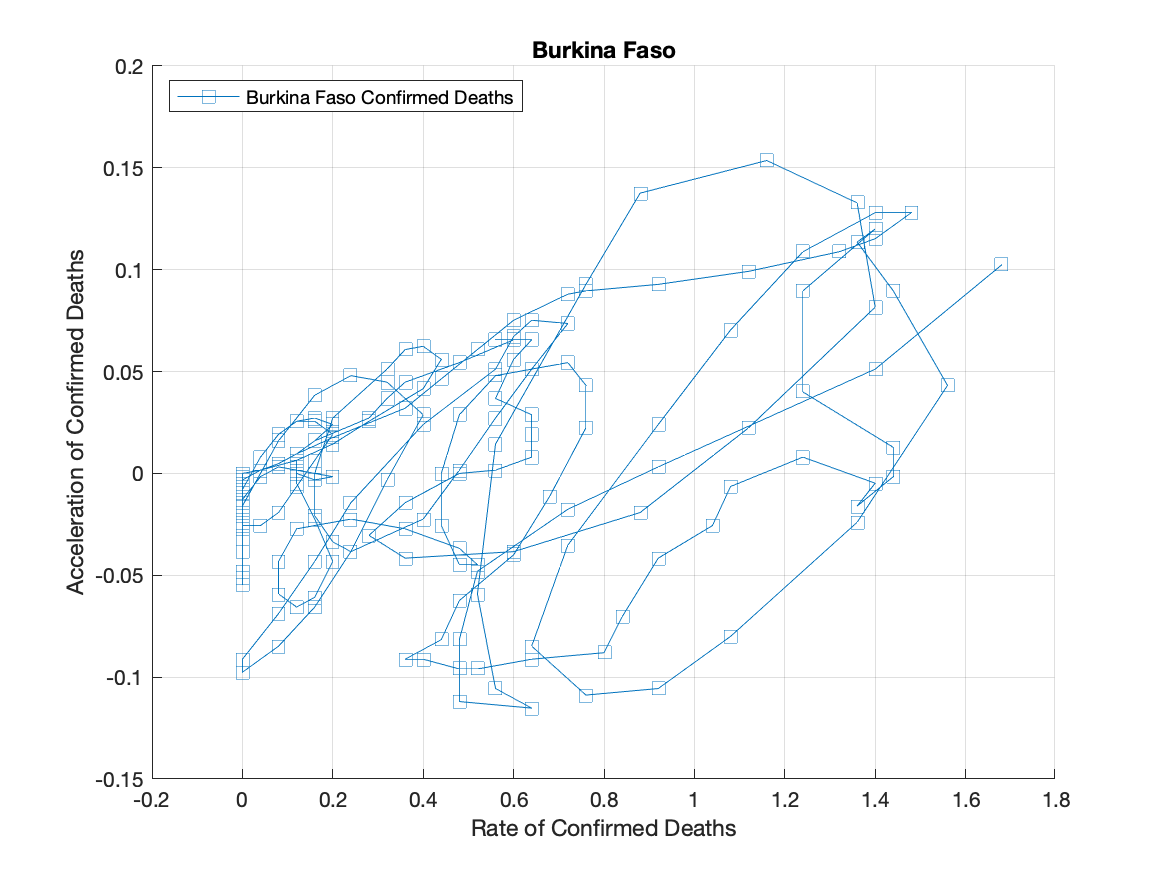 Burkina Faso
Burkina Faso Confirmed Deaths
0.2
0.15
0.1
0.05
0
-0.05
-0.1
-0.15
Acceleration of Confirmed Deaths
-0.2 0 0.2 0.4 0.6 0.8 1 1.2 1.4 1.6 1.8
Rate of Confirmed Deaths